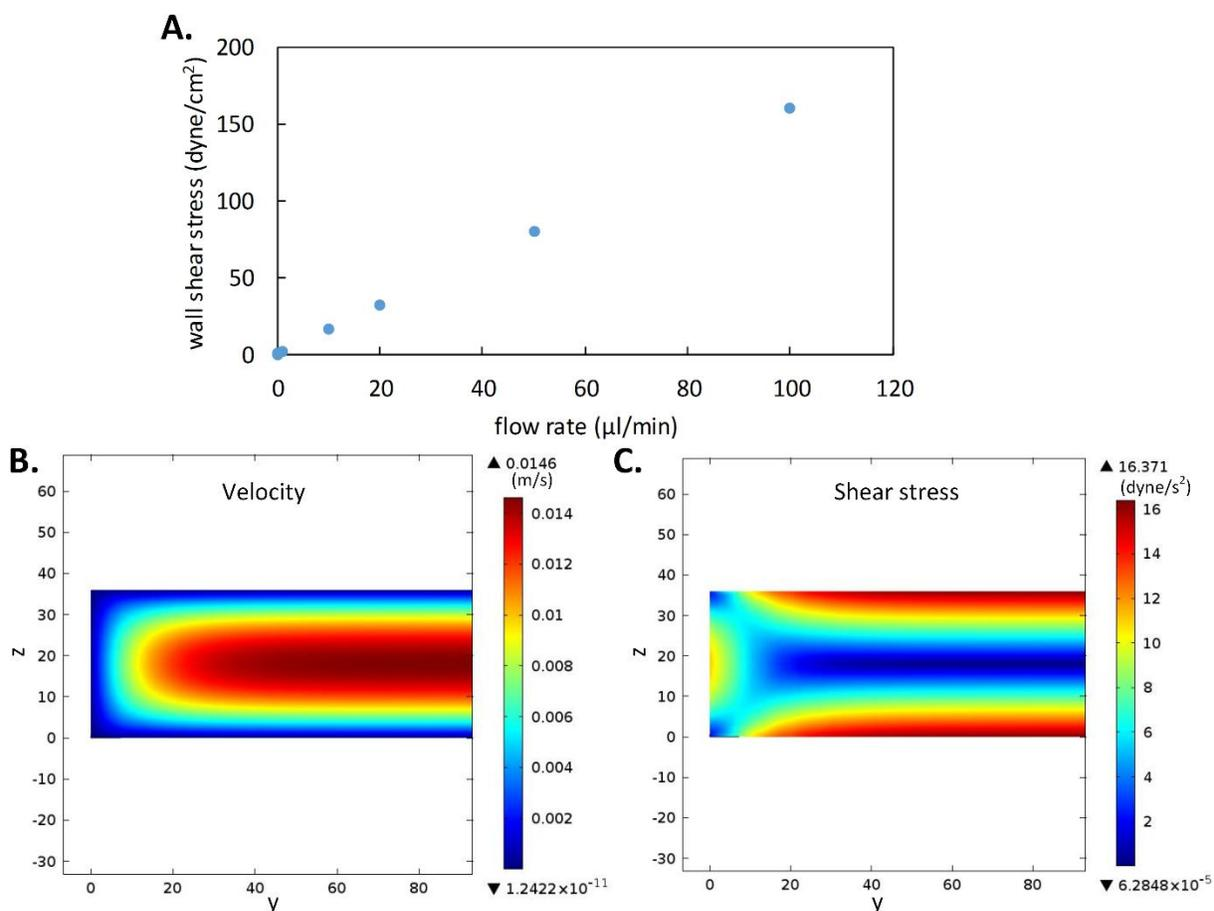 A.
wall shear stress (dyne/cm²)
200
150
100
50
0
0 20 40 60 80 100 120
flow rate (µl/min)
B.
Velocity
▲ 0.0146
(m/s)
z
60
50
40
30
20
10
0
-10
-20
-30
0 20 40 60 80
y
0.014
0.012
0.01
0.008
0.006
0.004
0.002
▼ 1.2422×10⁻¹¹
C.
Shear stress
▲ 16.371
(dyne/s²)
z
60
50
40
30
20
10
0
-10
-20
-30
0 20 40 60 80
y
16
14
12
10
8
6
4
2
▼ 6.2848×10⁻⁵